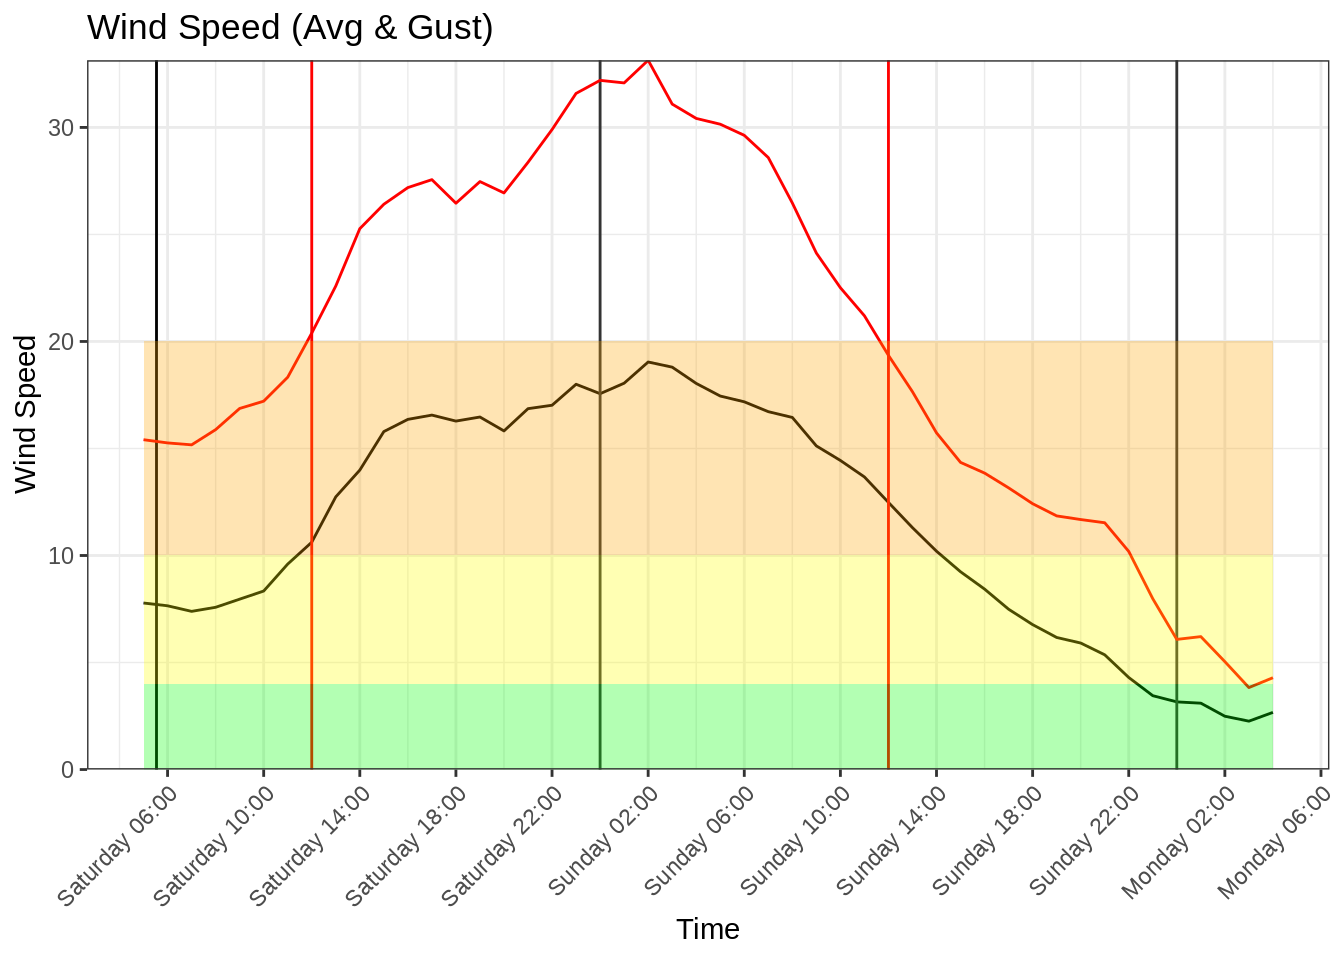 Wind Speed (Avg & Gust)
Wind Speed
30
20
10
0
Saturday 06:00
Saturday 10:00
Saturday 14:00
Saturday 18:00
Saturday 22:00
Sunday 02:00
Sunday 06:00
Sunday 10:00
Sunday 14:00
Sunday 18:00
Sunday 22:00
Monday 02:00
Monday 06:00
Time